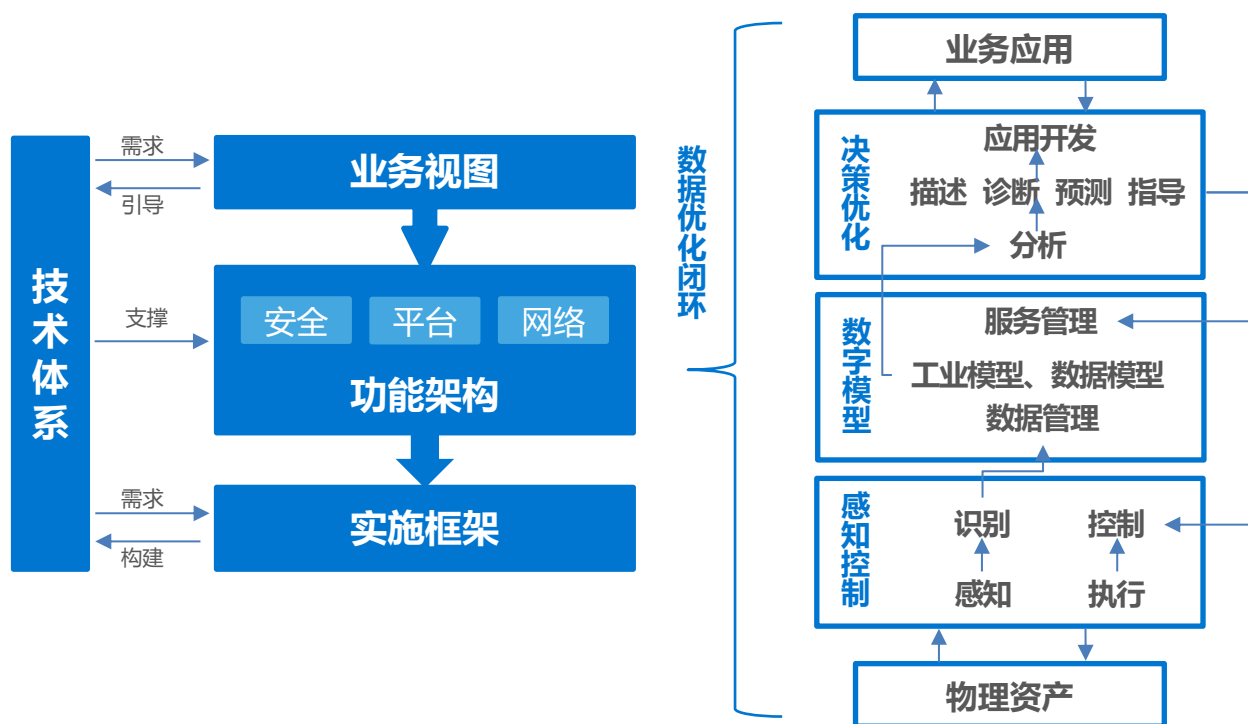 技术体系
需求
引导
支撑
需求
构建
业务视图
安全 平台 网络
功能架构
实施框架
数据优化闭环
业务应用
决策优化
应用开发
描述 诊断 预测 指导
分析
数字模型
服务管理
工业模型、数据模型
数据管理
感知控制
识别 控制
感知 执行
物理资产